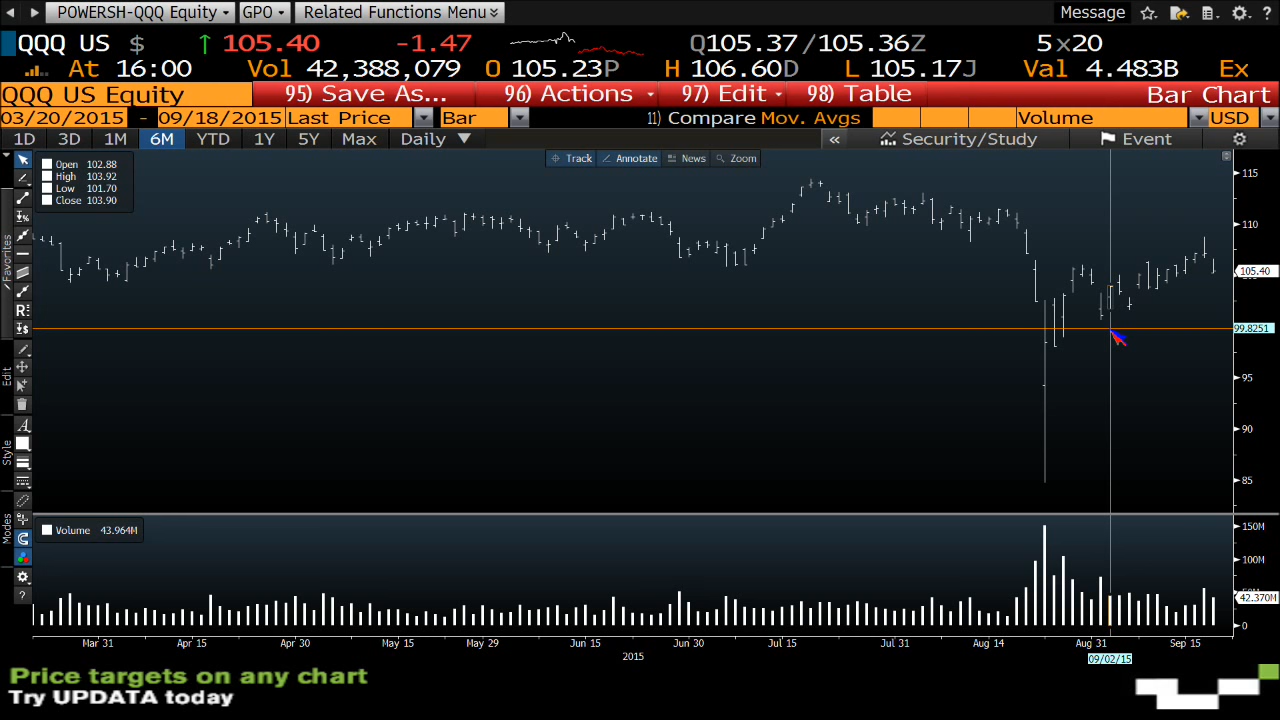 POWERSH-QQQ Equity GPO Related Functions Menu Message ?
QQQ US $ ↑ 105.40 -1.47 Q105.37/105.36Z 5x20
At 16:00 Vol 42,388,079 O 105.23P H 106.60D L 105.17J Val 4.483B Ex
QQQ US Equity 95) Save As... 96) Actions 97) Edit 98) Table Bar Chart
03/20/2015 - 09/18/2015 Last Price Bar 11) Compare Mov. Avgs Volume USD
1D 3D 1M 6M YTD 1Y 5Y Max Daily « Security/Study Event
Track Annotate News Zoom
Open 102.88
High 103.92
Low 101.70
Close 103.90
Favorites
Edit
Style
Modes
115
110
105.40
99.8251
95
90
85
Volume 43.964M
150M
100M
42.370M
0
Mar 31 Apr 15 Apr 30 May 15 May 29 Jun 15 Jun 30 Jul 15 Jul 31 Aug 14 Aug 31 Sep 15
2015
09/02/15
Price targets on any chart
Try UPDATA today